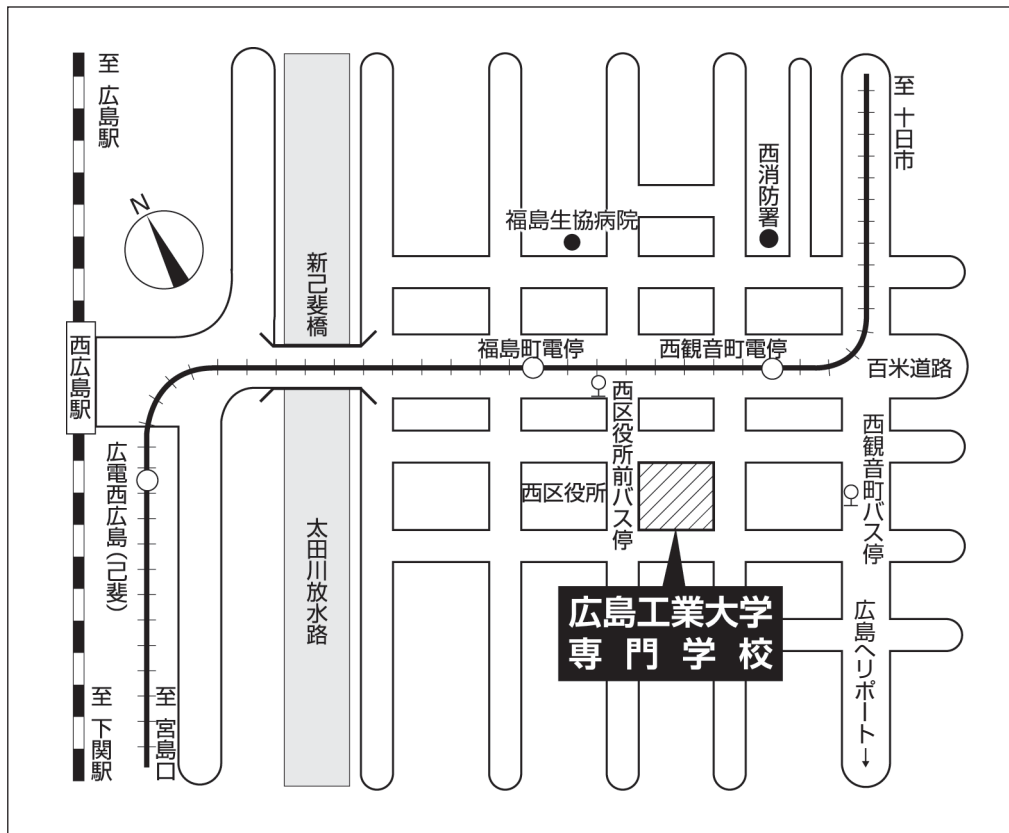 至 広島駅
至 十日市
西消防署
N
福島生協病院
新己斐橋
西広島駅
福島町電停
西観音町電停
百米道路
西区役所前バス停
西観音町バス停
広電西広島(己斐)
西区役所
太田川放水路
広島工業大学
専門学校
広島ヘリポート→
至 下関駅
至 宮島口